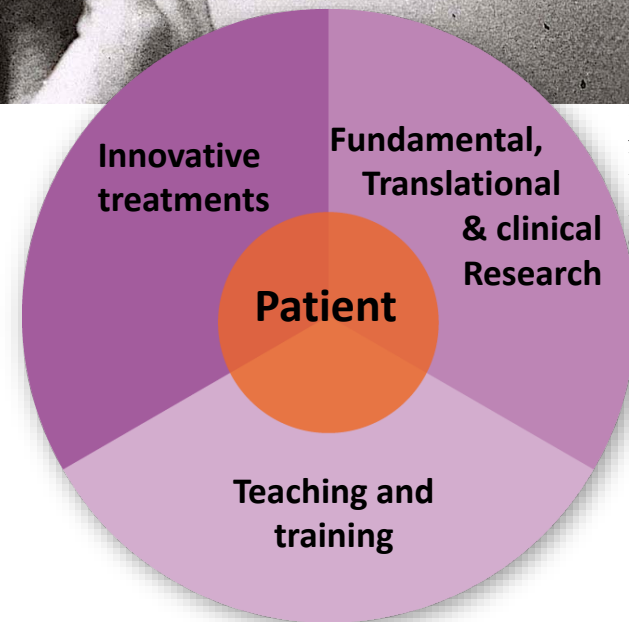 Innovative
treatments
Fundamental,
Translational
& clinical
Research
Patient
Teaching and
training